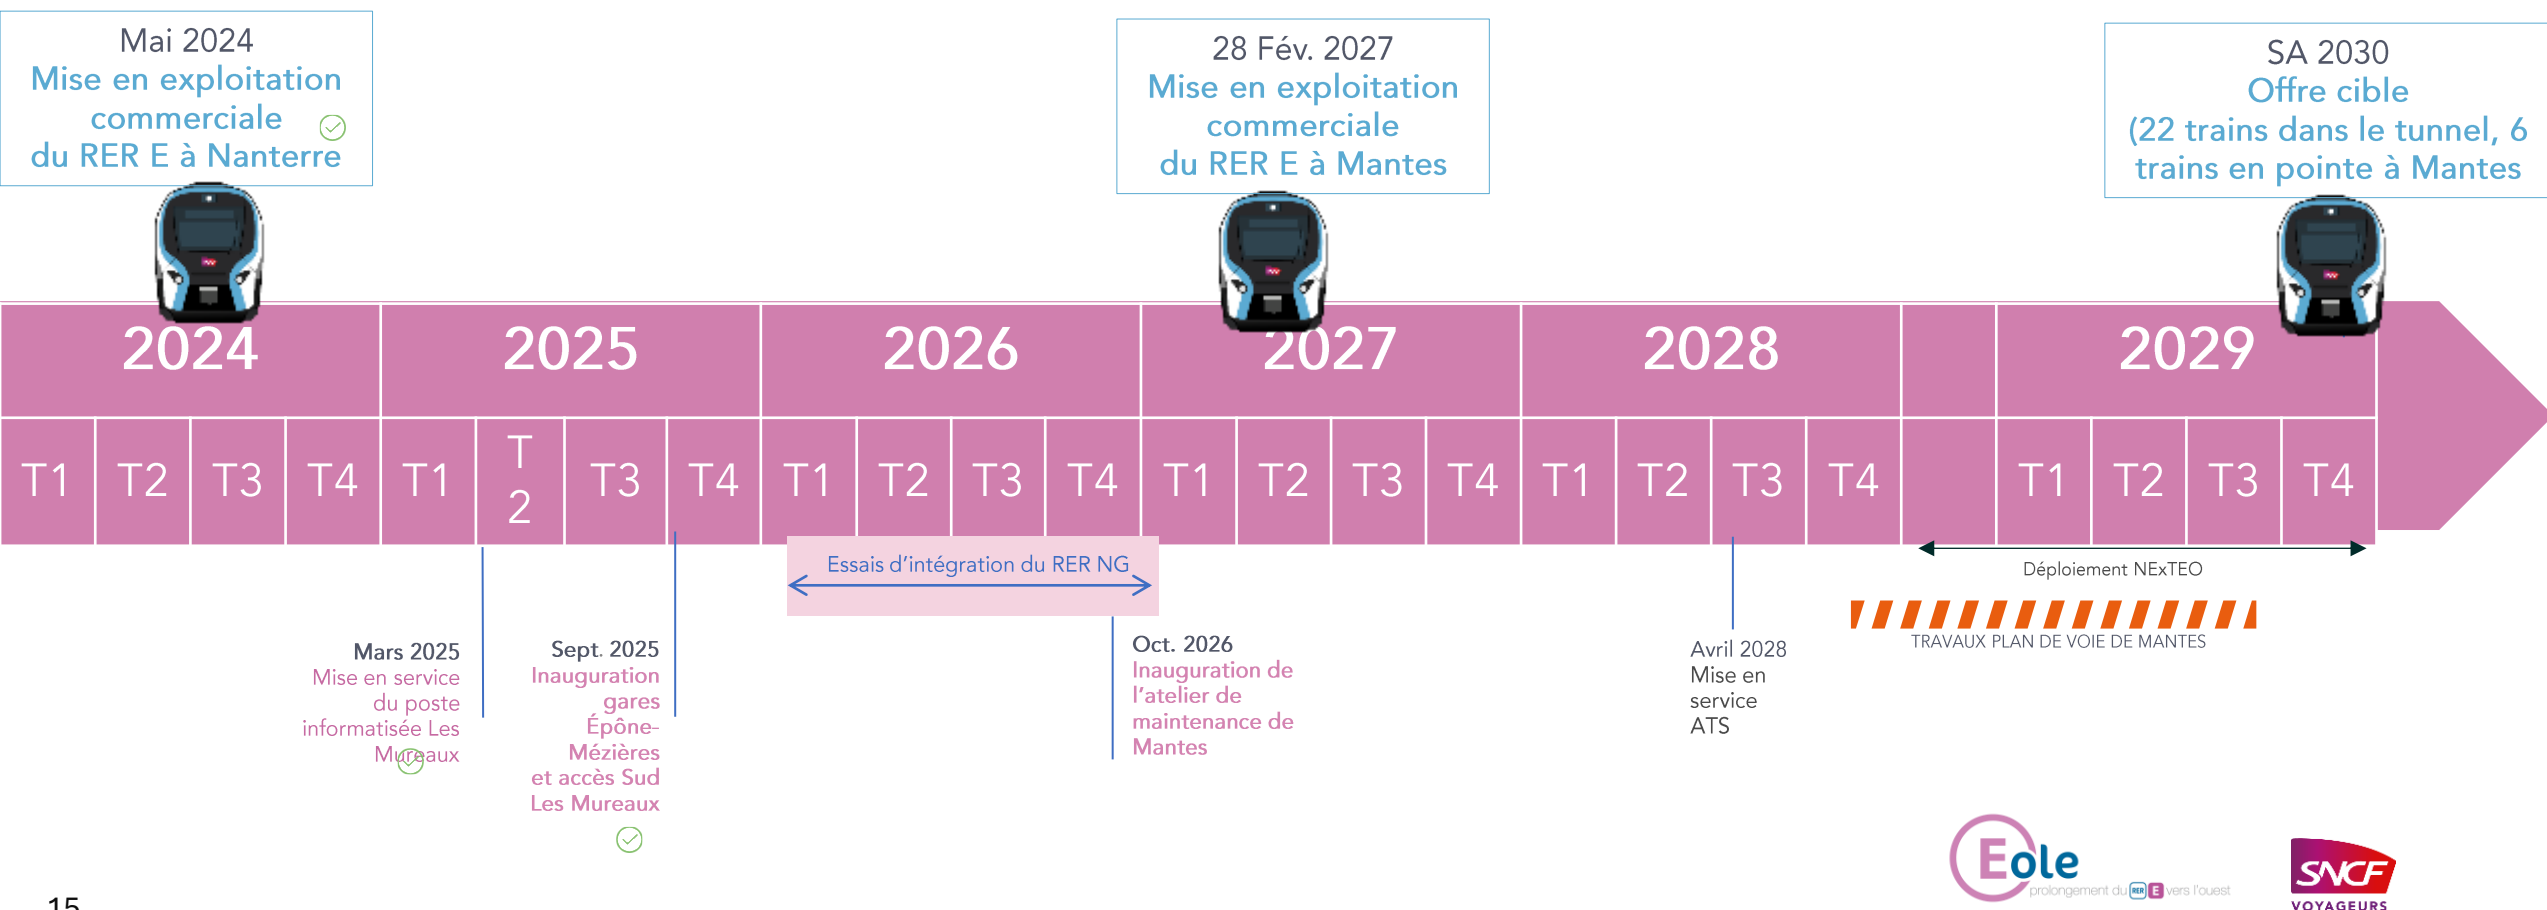 Mai 2024
Mise en exploitation
commerciale
du RER E à Nanterre
28 Fév. 2027
Mise en exploitation
commerciale
du RER E à Mantes
SA 2030
Offre cible
(22 trains dans le tunnel, 6
trains en pointe à Mantes
2024
2025
2026
2027
2028
2029
T1
T2
T3
T4
T1
T
2
T3
T4
T1
T2
T3
T4
T1
T2
T3
T4
T1
T2
T3
T4
T1
T2
T3
T4
Essais d’intégration du RER NG
Déploiement NExTEO
TRAVAUX PLAN DE VOIE DE MANTES
Mars 2025
Mise en service
du poste
informatisée Les
Mureaux
Sept. 2025
Inauguration
gares
Épône-
Mézières
et accès Sud
Les Mureaux
Oct. 2026
Inauguration de
l’atelier de
maintenance de
Mantes
Avril 2028
Mise en
service
ATS
Eole
prolongement du RER E vers l’ouest
SNCF
VOYAGEURS
15